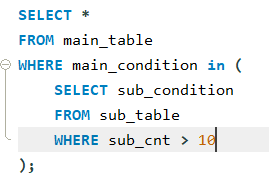 SELECT *
FROM main_table
WHERE main_condition in (
    SELECT sub_condition
    FROM sub_table
    WHERE sub_cnt > 10
);